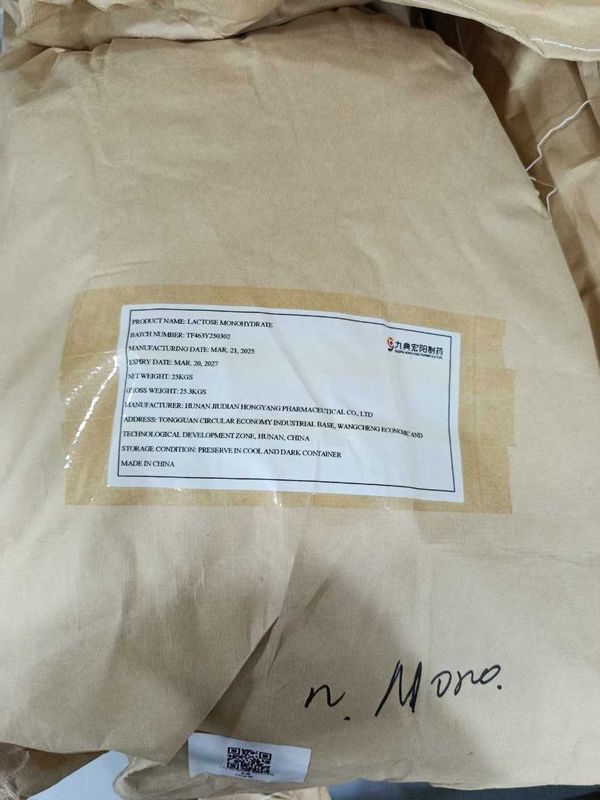 PRODUCT NAME: LACTOSE MONOHYDRATE
九典宏阳制药
BATCH NUMBER: TF463Y250302
MANUFACTURING DATE: MAR. 21, 2025
EXPIRY DATE: MAR. 20, 2027
NET WEIGHT: 25KGS
GROSS WEIGHT: 25.3KGS
MANUFACTURER: HUNAN JIUDIAN HONGYANG PHARMACEUTICAL CO., LTD
ADDRESS: TONGGUAN CIRCULAR ECONOMY INDUSTRIAL BASE, WANGCHENG ECONOMIC AND
TECHNOLOGICAL DEVELOPMENT ZONE, HUNAN, CHINA
STORAGE CONDITION: PRESERVE IN COOL AND DARK CONTAINER
MADE IN CHINA
n. Mono.